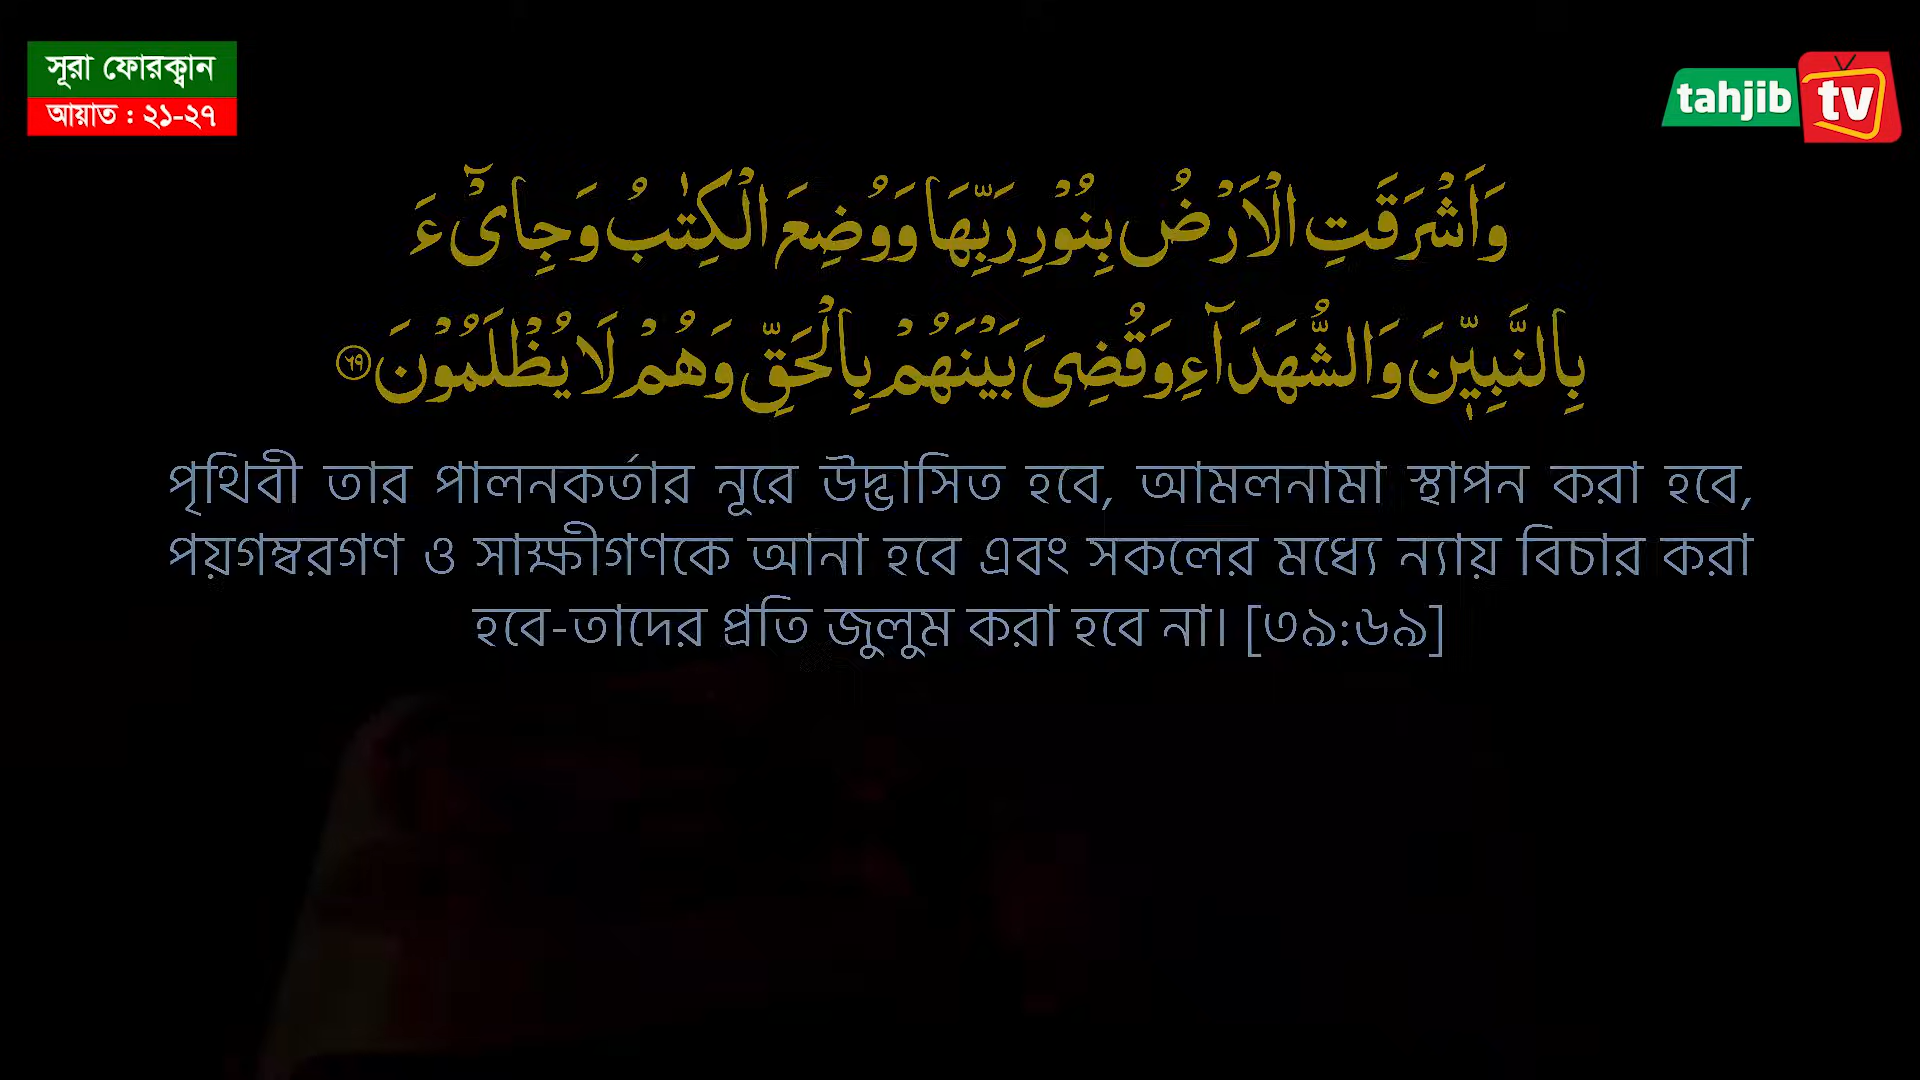 সূরা ফোরক্বান
আয়াত : ২১-২৭
tahjib tv
وَاَشْرَقَتِ الْاَرْضُ بِنُوْرِ رَبِّهَا وَوُضِعَ الْكِتٰبُ وَجِایْٓءَ
بِالنَّبِيّٖنَ وَالشُّهَدَآءِ وَقُضِیَ بَيْنَهُمْ بِالْحَقِّ وَهُمْ لَا يُظْلَمُوْنَ ۶۹
পৃথিবী তার পালনকর্তার নূরে উদ্ভাসিত হবে, আমলনামা স্থাপন করা হবে,
পয়গম্বরগণ ও সাক্ষীগণকে আনা হবে এবং সকলের মধ্যে ন্যায় বিচার করা
হবে-তাদের প্রতি জুলুম করা হবে না। [৩৯:৬৯]